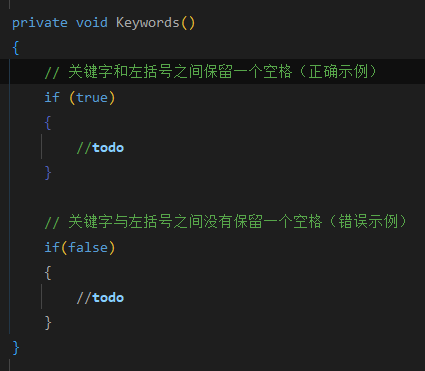 private void Keywords()
{
// 关键字和左括号之间保留一个空格（正确示例）
if (true)
{
//todo
}
// 关键字与左括号之间没有保留一个空格（错误示例）
if(false)
{
//todo
}
}